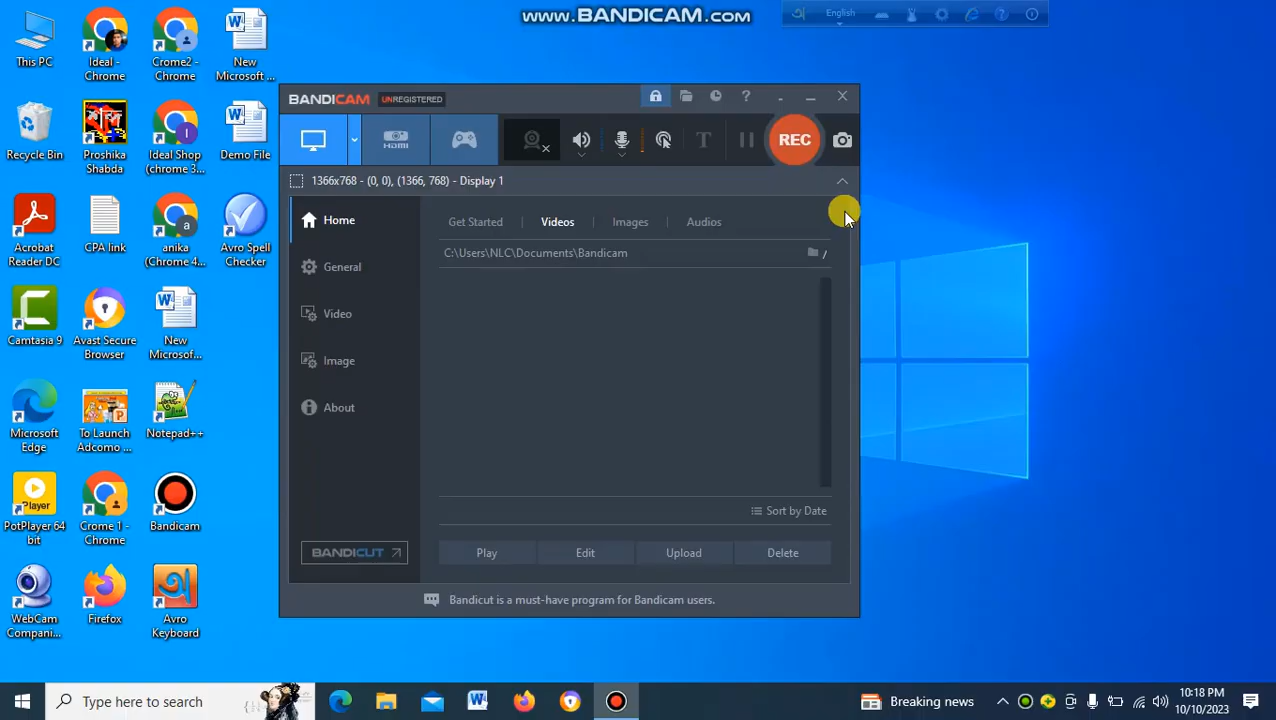 www.BANDICAM.com
English
This PC
Ideal -
Chrome
Crome2 -
Chrome
New
Microsoft ...
Recycle Bin
Proshika
Shabda
Ideal Shop
(chrome 3...
Demo File
Acrobat
Reader DC
CPA link
anika
(Chrome 4...
Avro Spell
Checker
Camtasia 9
Avast Secure
Browser
New
Microsof...
Microsoft
Edge
To Launch
Adcomo ...
Notepad++
Player
PotPlayer 64
bit
Crome 1 -
Chrome
Bandicam
WebCam
Compani...
Firefox
Avro
Keyboard
BANDICAM UNREGISTERED
HDMI
REC
1366x768 - (0, 0), (1366, 768) - Display 1
Home
General
Video
Image
About
BANDICUT
Get Started
Videos
Images
Audios
C:\Users\NLC\Documents\Bandicam
Sort by Date
Play
Edit
Upload
Delete
Bandicut is a must-have program for Bandicam users.
Type here to search
Breaking news
10:18 PM
10/10/2023